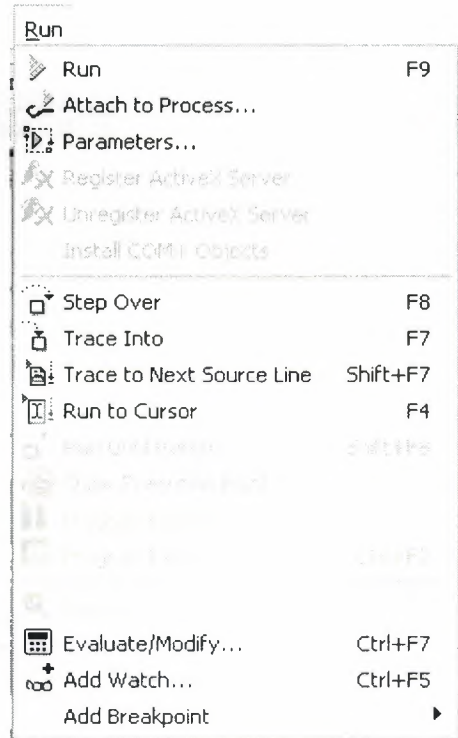 Run
Run F9
Attach to Process...
Parameters...
Register ActiveX Server
Unregister ActiveX Server
Install COM+ Objects
Step Over F8
Trace Into F7
Trace to Next Source Line Shift+F7
Run to Cursor F4
Evaluate/Modify... Ctrl+F7
Add Watch... Ctrl+F5
Add Breakpoint